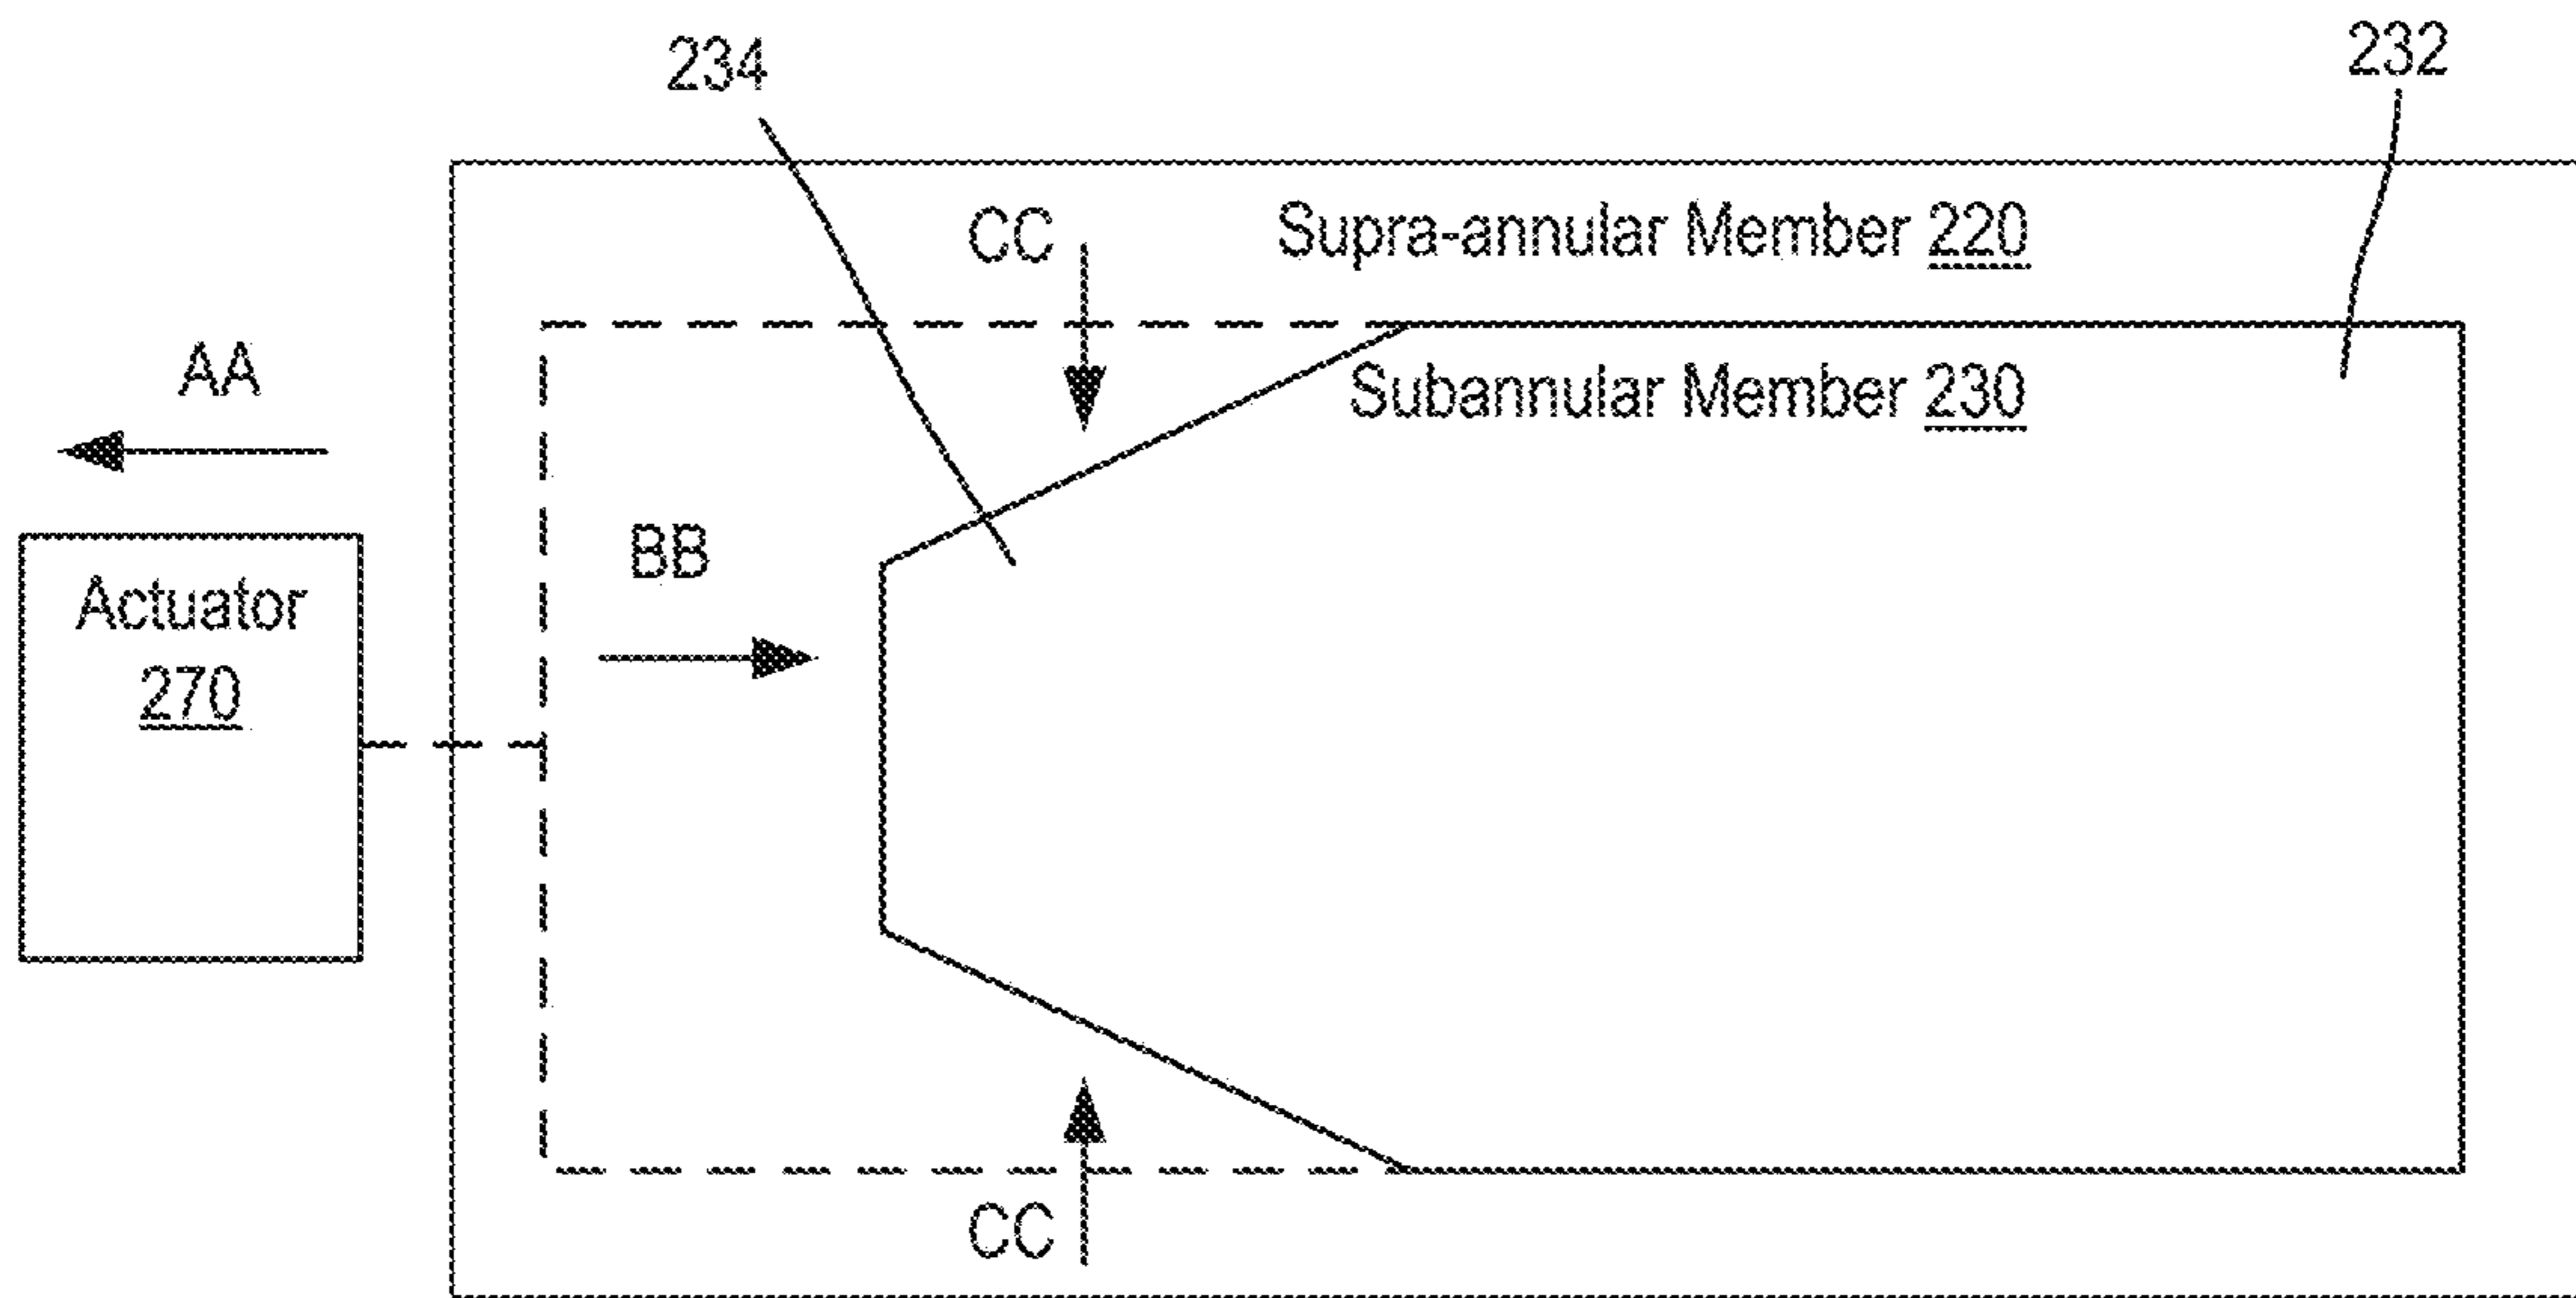 234
232
CC
Supra-annular Member 220
AA
Subannular Member 230
BB
Actuator
270
CC